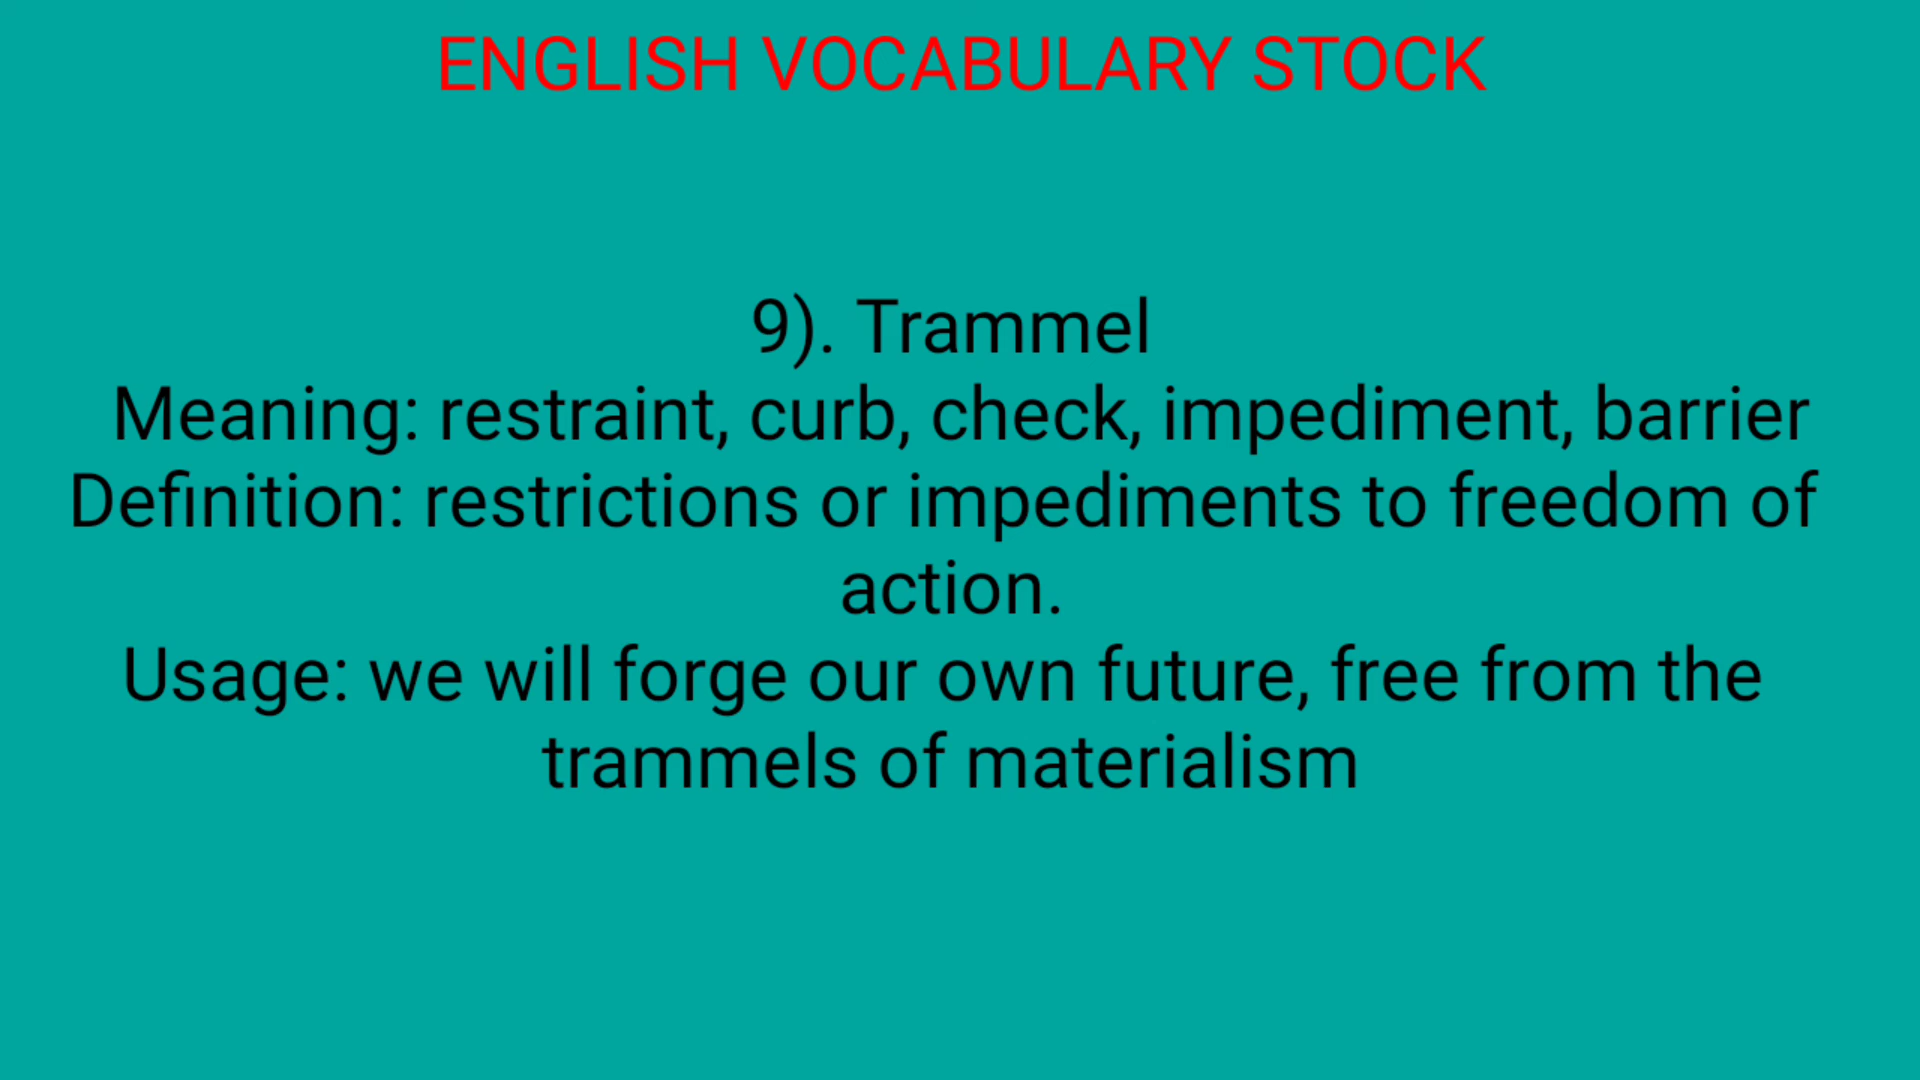 ENGLISH VOCABULARY STOCK
9). Trammel
Meaning: restraint, curb, check, impediment, barrier
Definition: restrictions or impediments to freedom of
action.
Usage: we will forge our own future, free from the
trammels of materialism